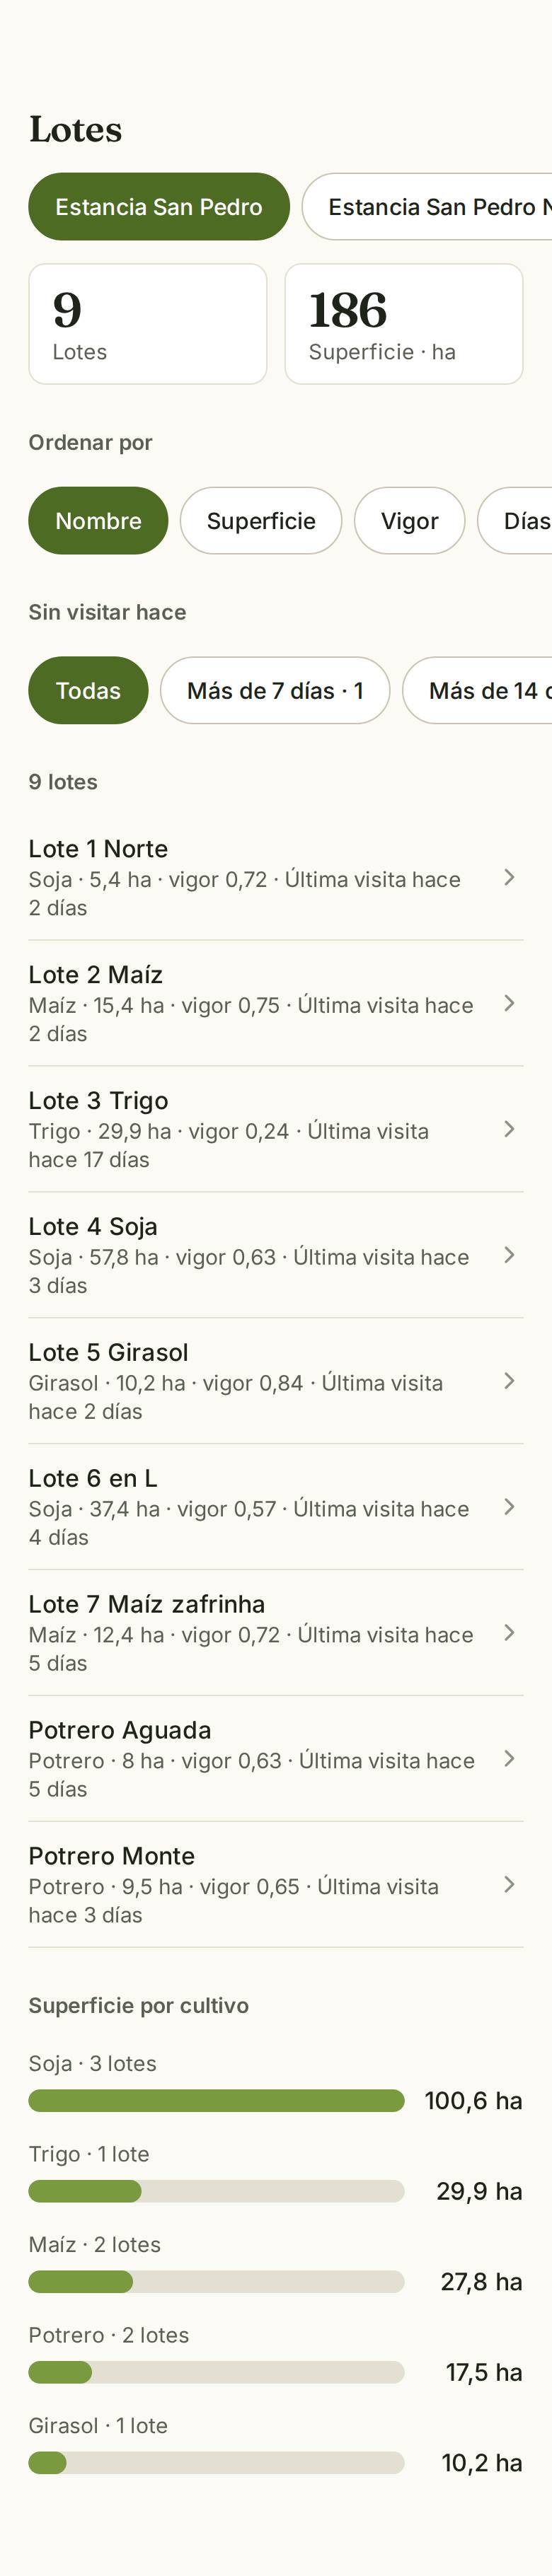 Lotes
Estancia San Pedro
Estancia San Pedro N
9
Lotes
186
Superficie · ha
Ordenar por
Nombre
Superficie
Vigor
Días
Sin visitar hace
Todas
Más de 7 días · 1
Más de 14 d
9 lotes
Lote 1 Norte
Soja · 5,4 ha · vigor 0,72 · Última visita hace
2 días
Lote 2 Maíz
Maíz · 15,4 ha · vigor 0,75 · Última visita hace
2 días
Lote 3 Trigo
Trigo · 29,9 ha · vigor 0,24 · Última visita
hace 17 días
Lote 4 Soja
Soja · 57,8 ha · vigor 0,63 · Última visita hace
3 días
Lote 5 Girasol
Girasol · 10,2 ha · vigor 0,84 · Última visita
hace 2 días
Lote 6 en L
Soja · 37,4 ha · vigor 0,57 · Última visita hace
4 días
Lote 7 Maíz zafrinha
Maíz · 12,4 ha · vigor 0,72 · Última visita hace
5 días
Potrero Aguada
Potrero · 8 ha · vigor 0,63 · Última visita hace
5 días
Potrero Monte
Potrero · 9,5 ha · vigor 0,65 · Última visita
hace 3 días
Superficie por cultivo
Soja · 3 lotes
100,6 ha
Trigo · 1 lote
29,9 ha
Maíz · 2 lotes
27,8 ha
Potrero · 2 lotes
17,5 ha
Girasol · 1 lote
10,2 ha